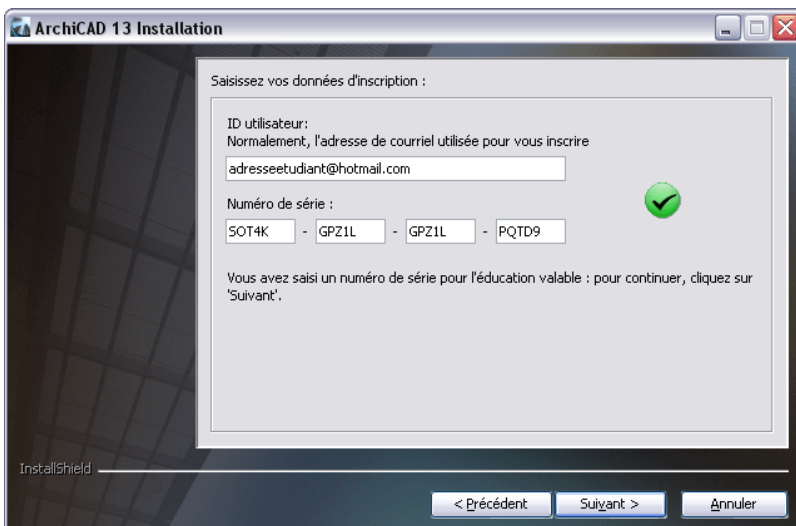 ArchiCAD 13 Installation
Saisissez vos données d'inscription :
ID utilisateur:
Normalement, l'adresse de courriel utilisée pour vous inscrire
adresseetudiant@hotmail.com
Numéro de série :
SOT4K - GPZ1L - GPZ1L - PQTD9
Vous avez saisi un numéro de série pour l'éducation valable : pour continuer, cliquez sur
'Suivant'.
InstallShield
< Précédent Suivant > Annuler